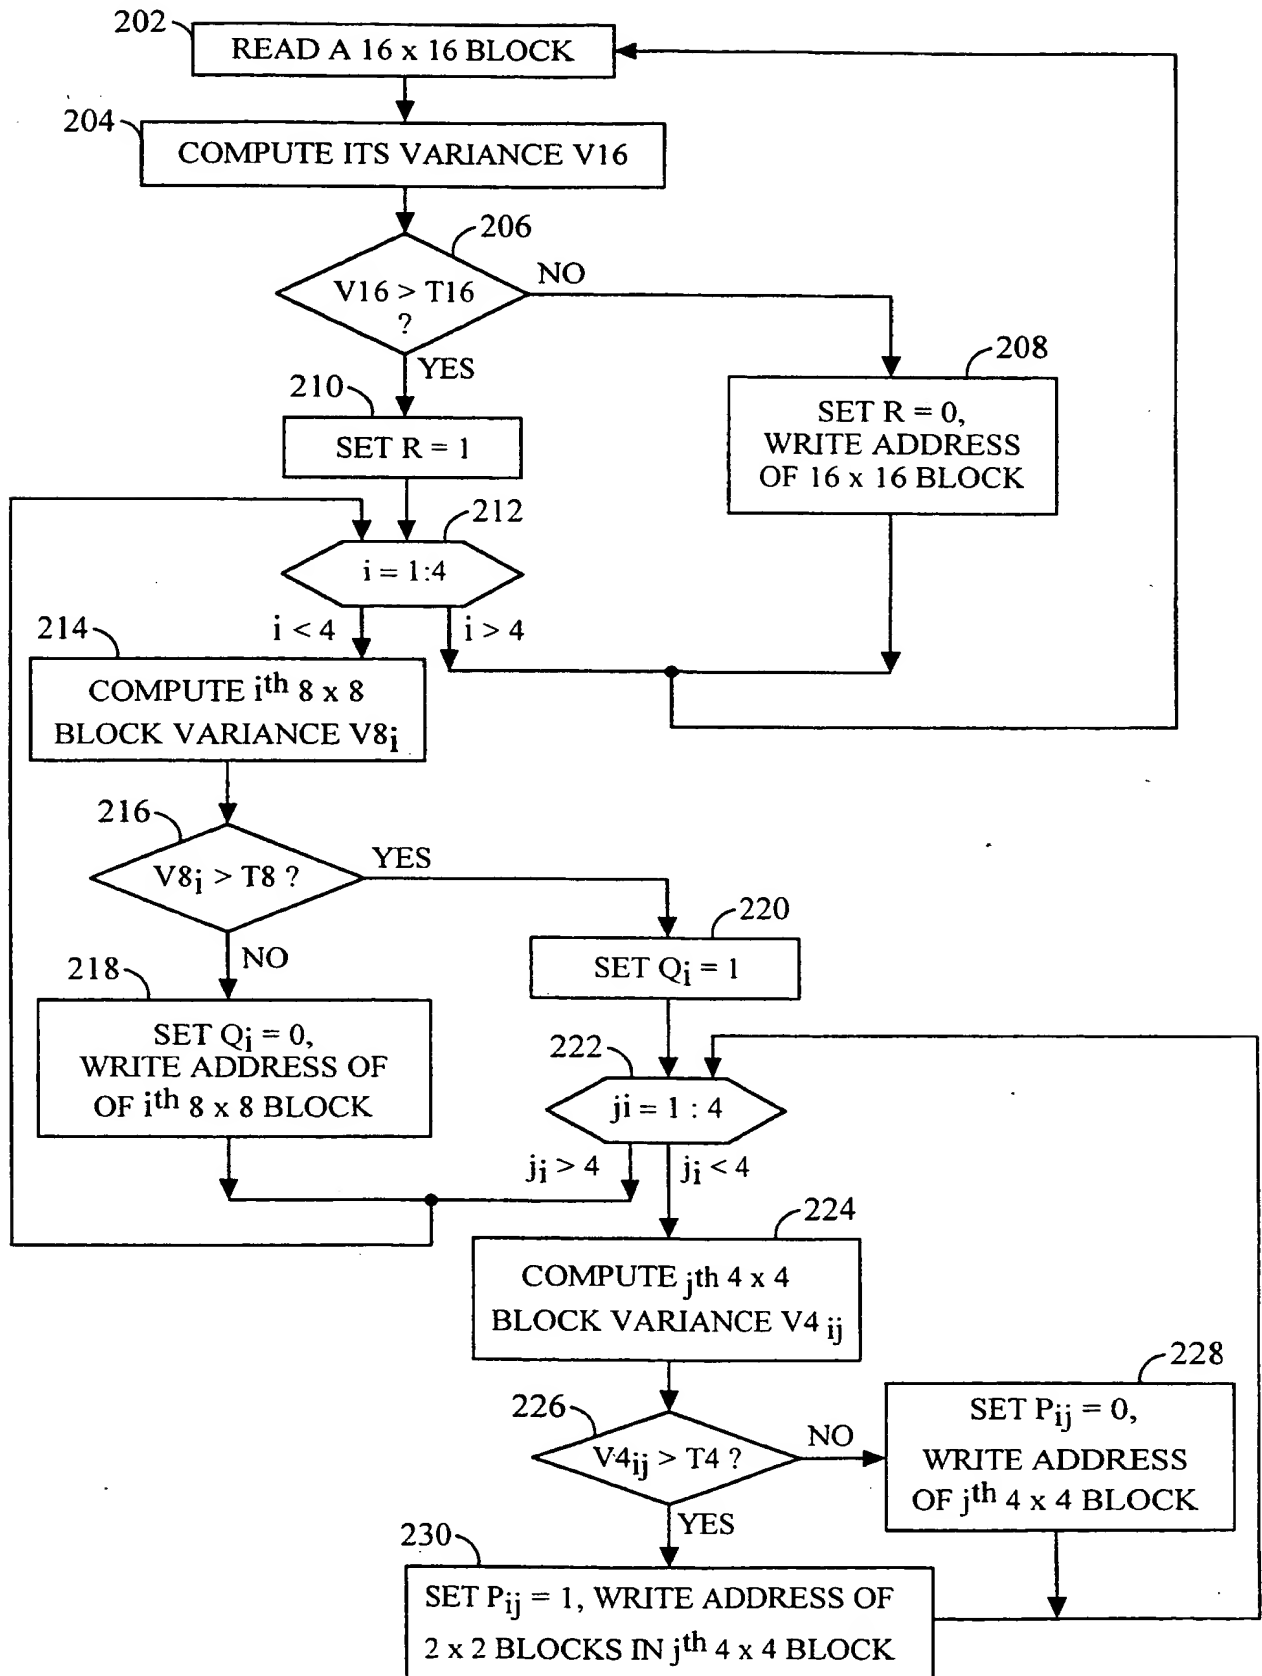 202
READ A 16 x 16 BLOCK
204
COMPUTE ITS VARIANCE V16
206
V16 > T16
?
NO
YES
208
SET R = 0,
WRITE ADDRESS
OF 16 x 16 BLOCK
210
SET R = 1
212
i = 1:4
i < 4
i > 4
214
COMPUTE ith 8 x 8
BLOCK VARIANCE V8i
216
V8i > T8 ?
YES
NO
218
SET Qi = 0,
WRITE ADDRESS OF
OF ith 8 x 8 BLOCK
220
SET Qi = 1
222
ji = 1 : 4
ji > 4
ji < 4
224
COMPUTE jth 4 x 4
BLOCK VARIANCE V4 ij
226
V4ij > T4 ?
NO
YES
228
SET Pij = 0,
WRITE ADDRESS
OF jth 4 x 4 BLOCK
230
SET Pij = 1, WRITE ADDRESS OF
2 x 2 BLOCKS IN jth 4 x 4 BLOCK